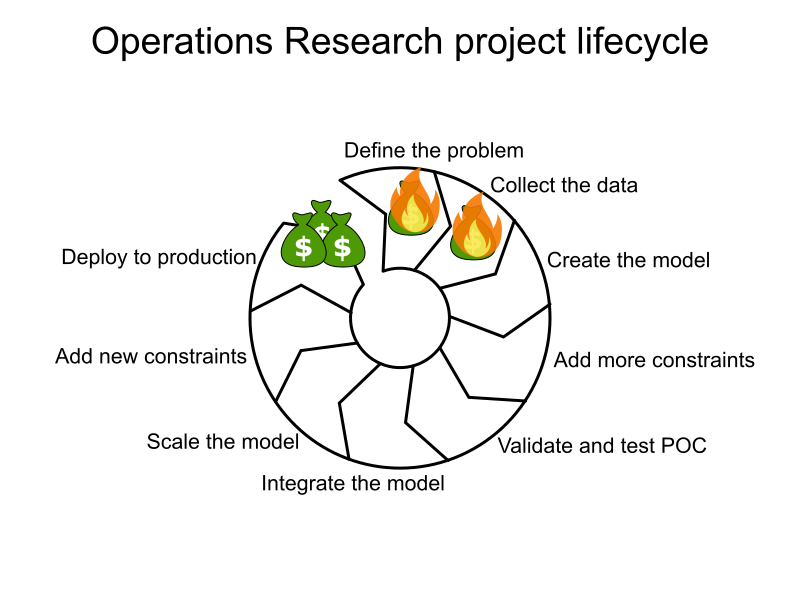 Operations Research project lifecycle
Define the problem
Collect the data
Create the model
Add more constraints
Validate and test POC
Integrate the model
Scale the model
Add new constraints
Deploy to production
$
$
$